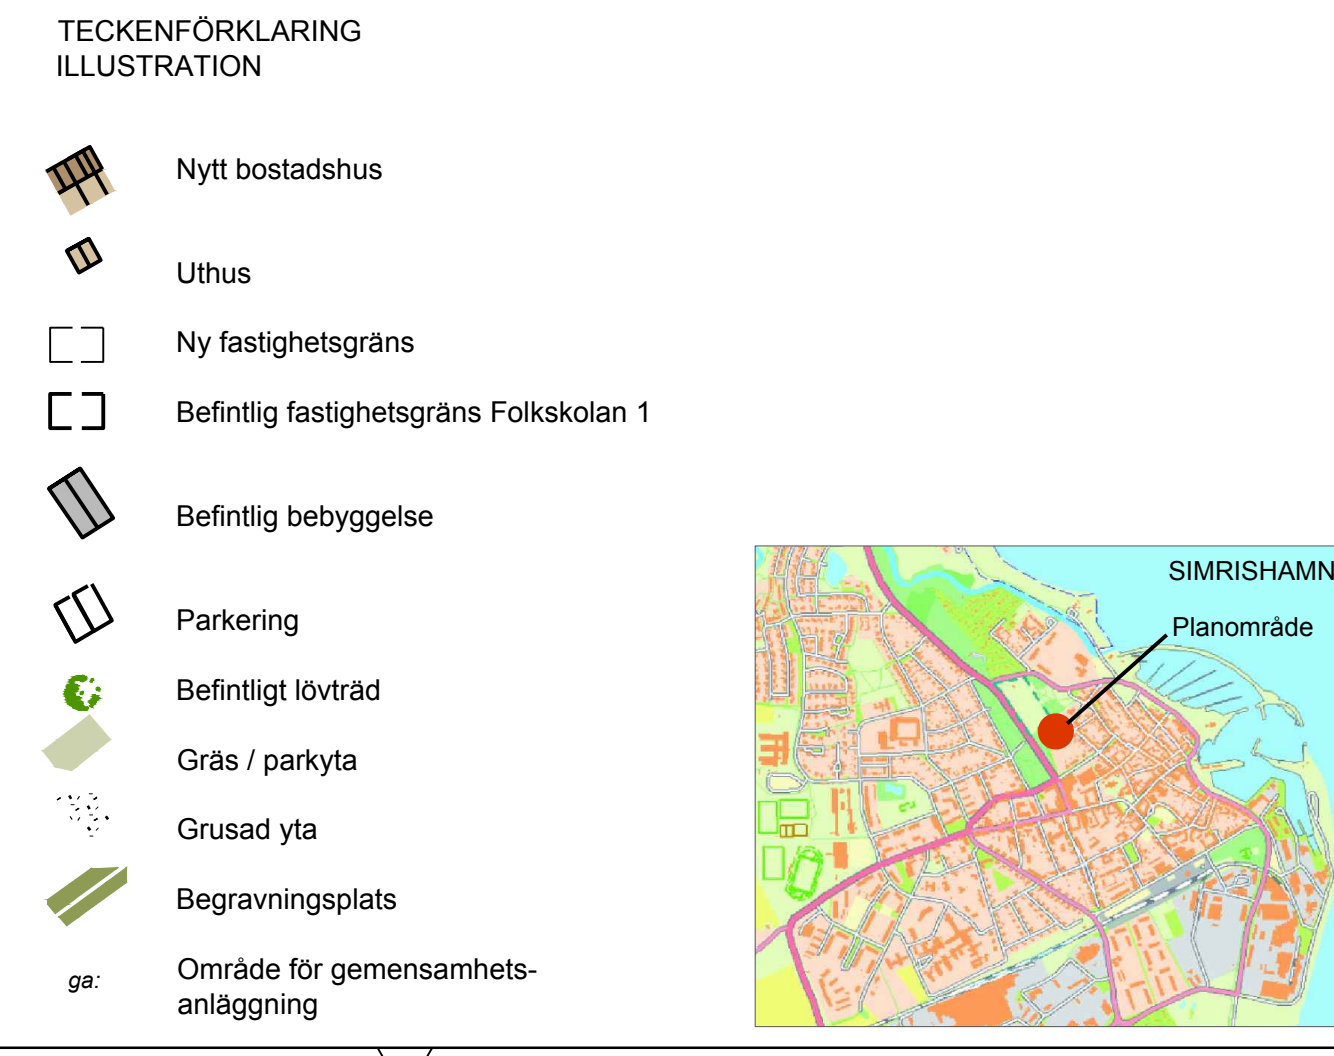 TECKENFÖRKLARING
ILLUSTRATION
Nytt bostadshus
Uthus
Ny fastighetsgräns
Befintlig fastighetsgräns Folkskolan 1
Befintlig bebyggelse
Parkering
Befintligt lövträd
Gräs / parkyta
Grusad yta
Begravningsplats
ga:
Område för gemensamhets-
anläggning
SIMRISHAMN
Planområde